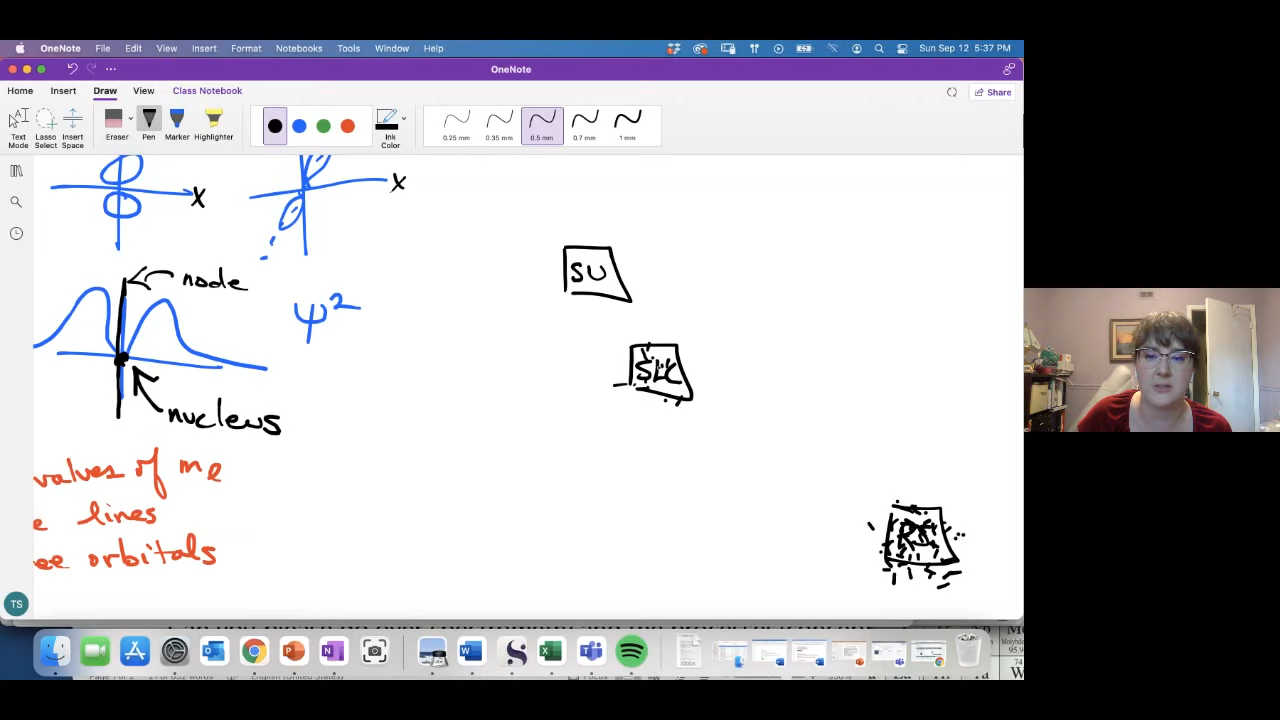 OneNote File Edit View Insert Format Notebooks Tools Window Help Sun Sep 12 5:37 PM
OneNote
Home Insert Draw View Class Notebook Share
Text Mode Lasso Select Insert Space Eraser Pen Marker Highlighter Ink Color 0.25 mm 0.35 mm 0.5 mm 0.7 mm 1 mm
x x
SU
node
ψ²
SLC
nucleus
values of mℓ
lines
orbitals
TS